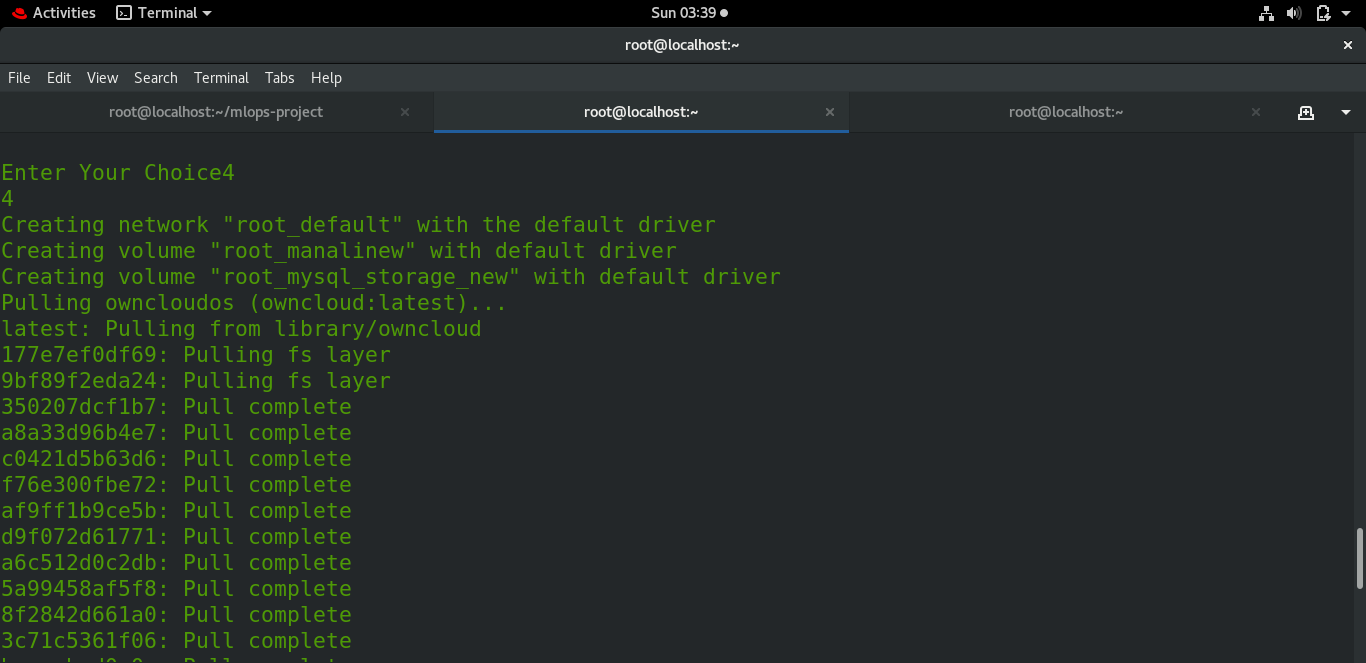 Activities Terminal Sun 03:39
root@localhost:~
File Edit View Search Terminal Tabs Help
root@localhost:~/mlops-project root@localhost:~ root@localhost:~
Enter Your Choice4
4
Creating network "root_default" with the default driver
Creating volume "root_manalinew" with default driver
Creating volume "root_mysql_storage_new" with default driver
Pulling owncloudos (owncloud:latest)...
latest: Pulling from library/owncloud
177e7ef0df69: Pulling fs layer
9bf89f2eda24: Pulling fs layer
350207dcf1b7: Pull complete
a8a33d96b4e7: Pull complete
c0421d5b63d6: Pull complete
f76e300fbe72: Pull complete
af9ff1b9ce5b: Pull complete
d9f072d61771: Pull complete
a6c512d0c2db: Pull complete
5a99458af5f8: Pull complete
8f2842d661a0: Pull complete
3c71c5361f06: Pull complete